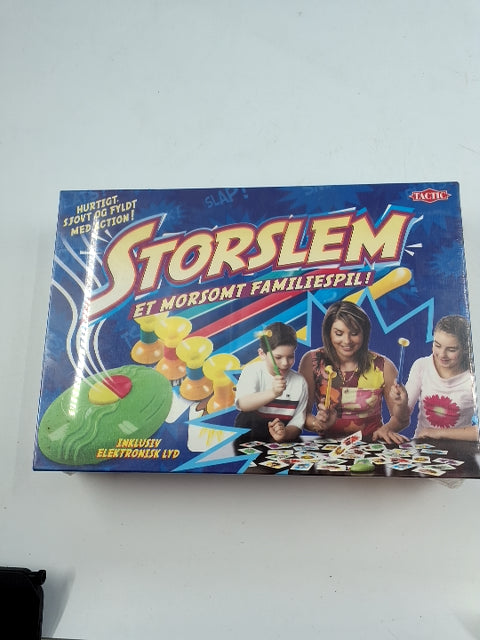 HURTIGT,
SJOVT OG FYLDT
MED ACTION!
SLAP!
TACTIC
STORSLEM
ET MORSOMT FAMILIESPIL!
INKLUSIV
ELEKTRONISK LYD